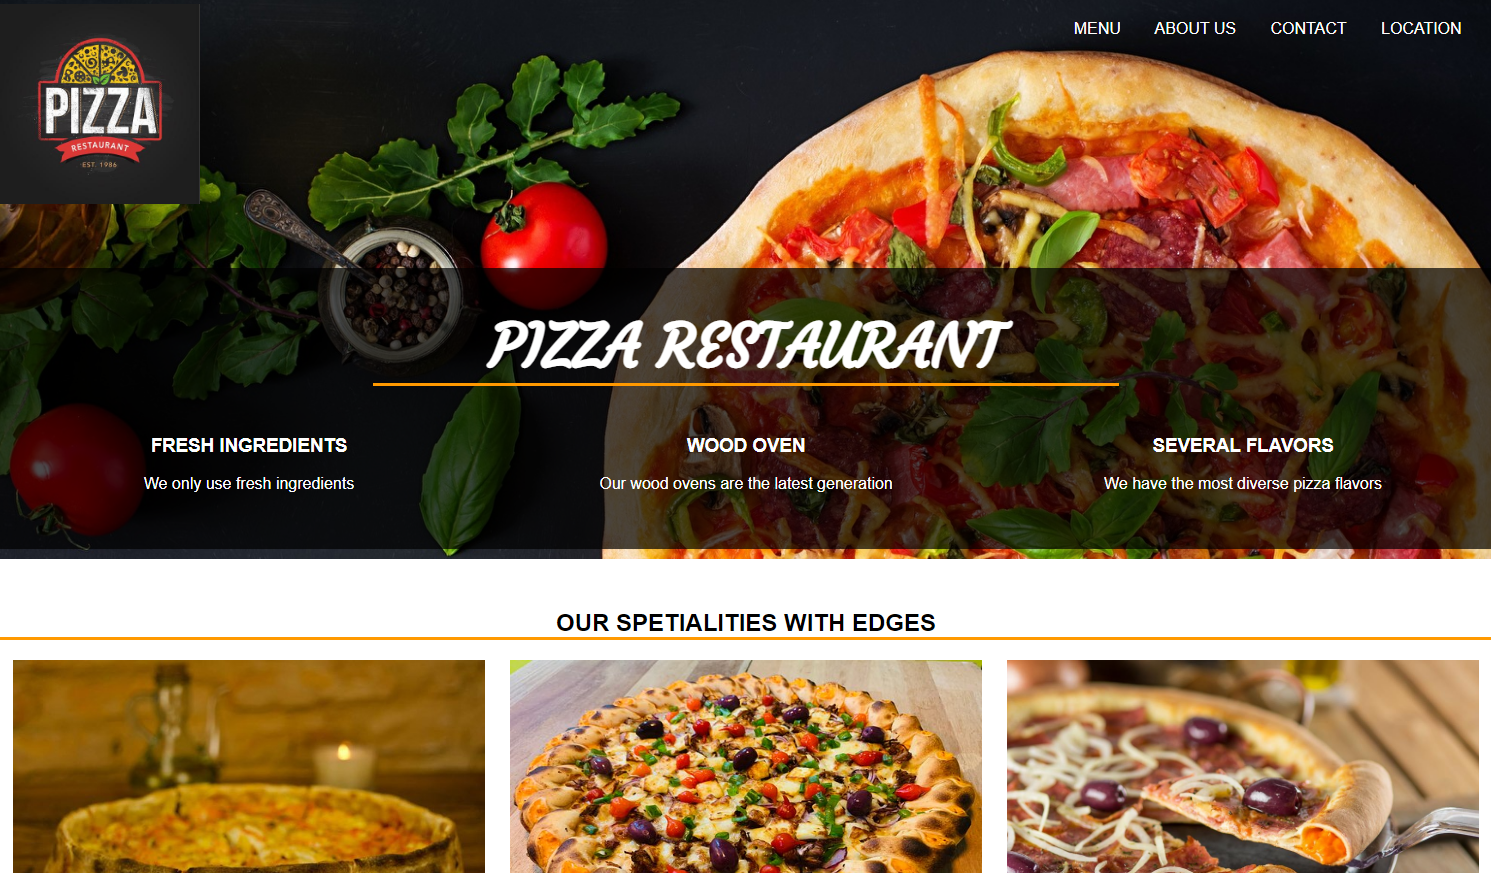 PIZZA
RESTAURANT
EST. 1986
MENU ABOUT US CONTACT LOCATION
PIZZA RESTAURANT
FRESH INGREDIENTS
We only use fresh ingredients
WOOD OVEN
Our wood ovens are the latest generation
SEVERAL FLAVORS
We have the most diverse pizza flavors
OUR SPETIALITIES WITH EDGES